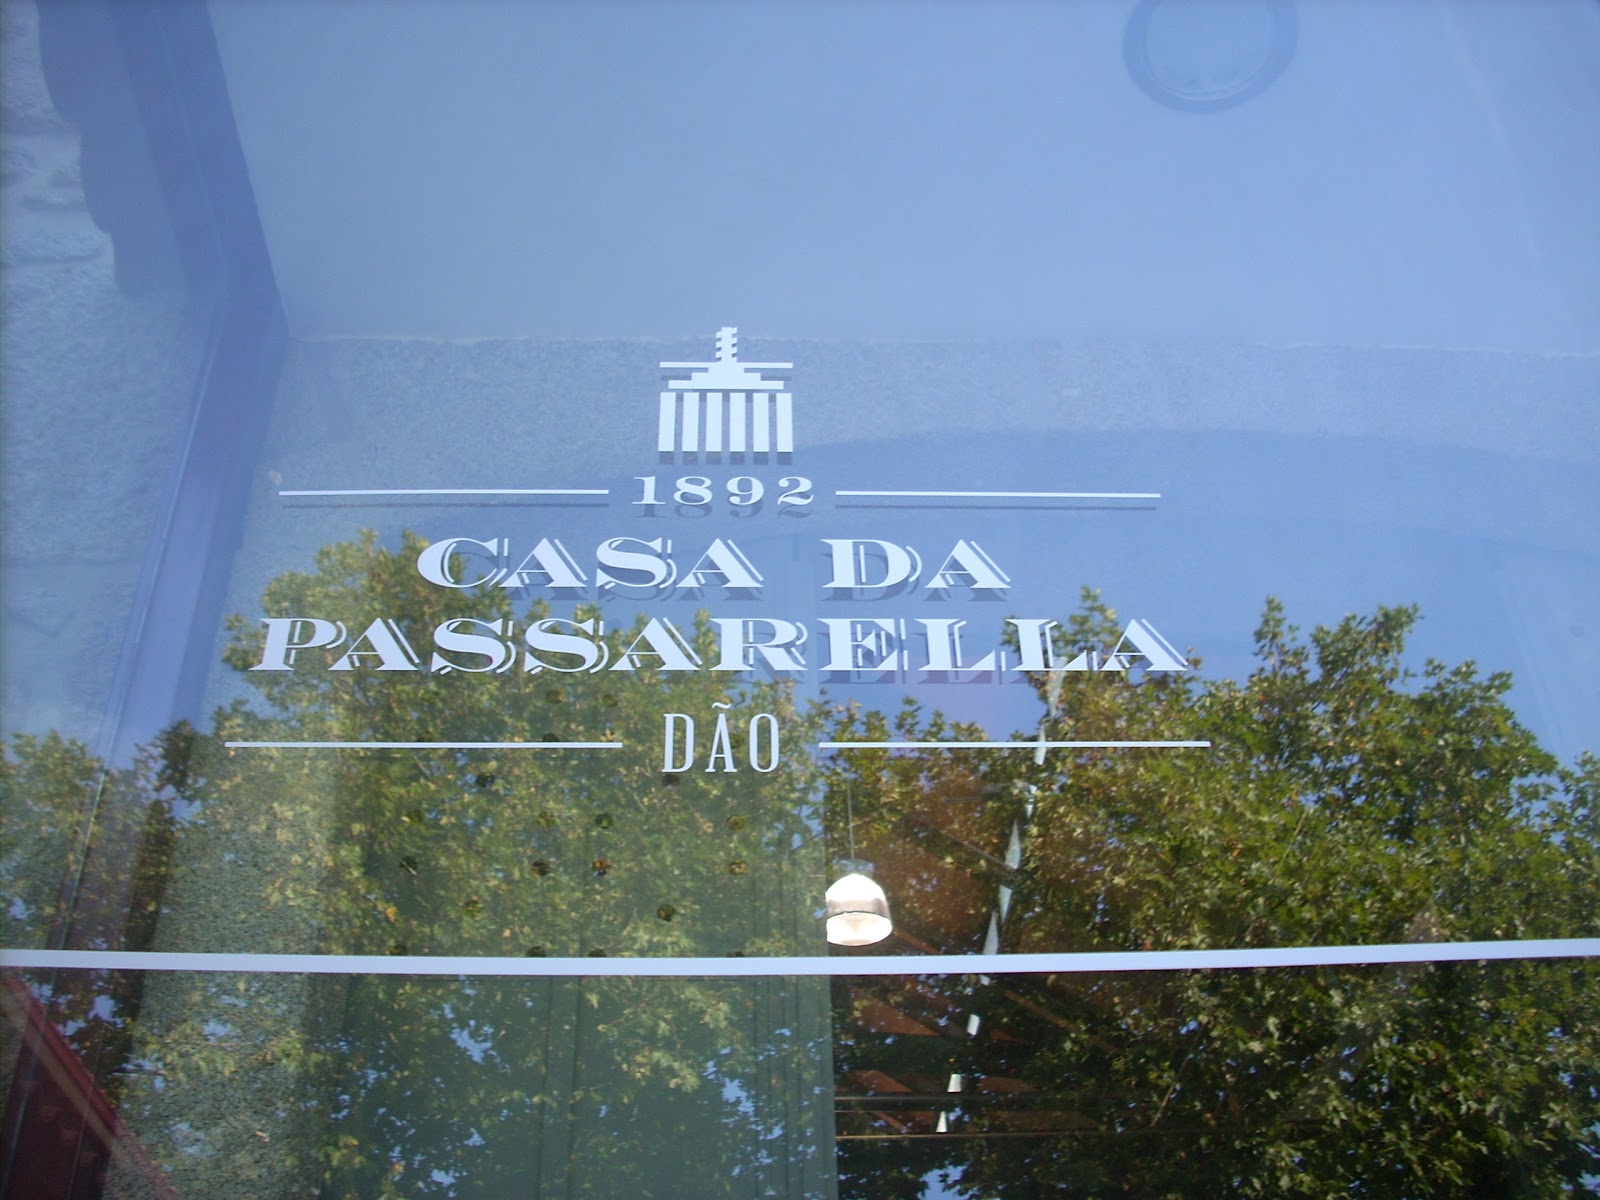 1892
CASA DA
PASSARELLA
DÃO